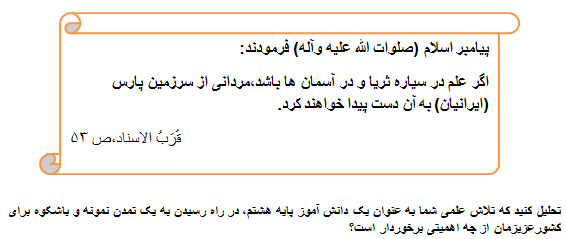 پیامبر اسلام (صلوات الله علیه وآله) فرمودند:
اگر علم در سیاره ثریا و در آسمان ها باشد،مردانی از سرزمین پارس
(ایرانیان) به آن دست پیدا خواهند کرد.
قُرَبُ الاسناد،ص ۵۳
تحلیل کنید که تلاش علمی شما به عنوان یک دانش آموز پایه هشتم، در راه رسیدن به یک تمدن نمونه و باشکوه برای
کشورعزیزمان از چه اهمیتی برخوردار است؟